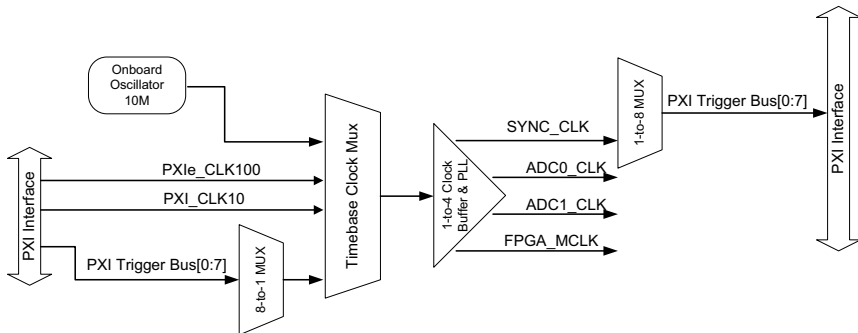 Onboard
Oscillator
10M
PXI Interface
PXIe_CLK100
PXI_CLK10
PXI Trigger Bus[0:7]
8-to-1 MUX
Timebase Clock Mux
1-to-4 Clock
Buffer & PLL
SYNC_CLK
ADC0_CLK
ADC1_CLK
FPGA_MCLK
1-to-8 MUX
PXI Trigger Bus[0:7]
PXI Interface